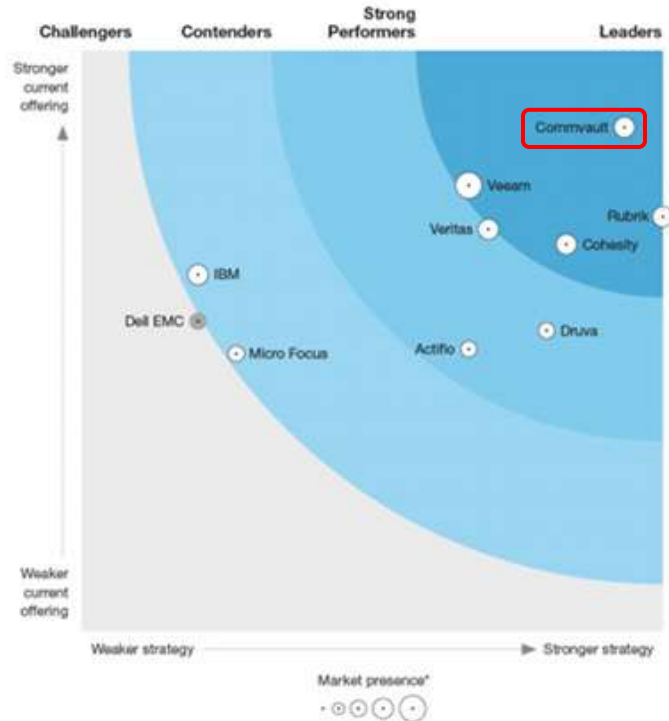 Challengers
Contenders
Strong
Performers
Leaders
Stronger
current
offering
Commvault
Veeam
Rubrik
Veritas
Cohesity
IBM
Dell EMC
Druva
Micro Focus
Actifio
Weaker
current
offering
Weaker strategy
Stronger strategy
Market presence*